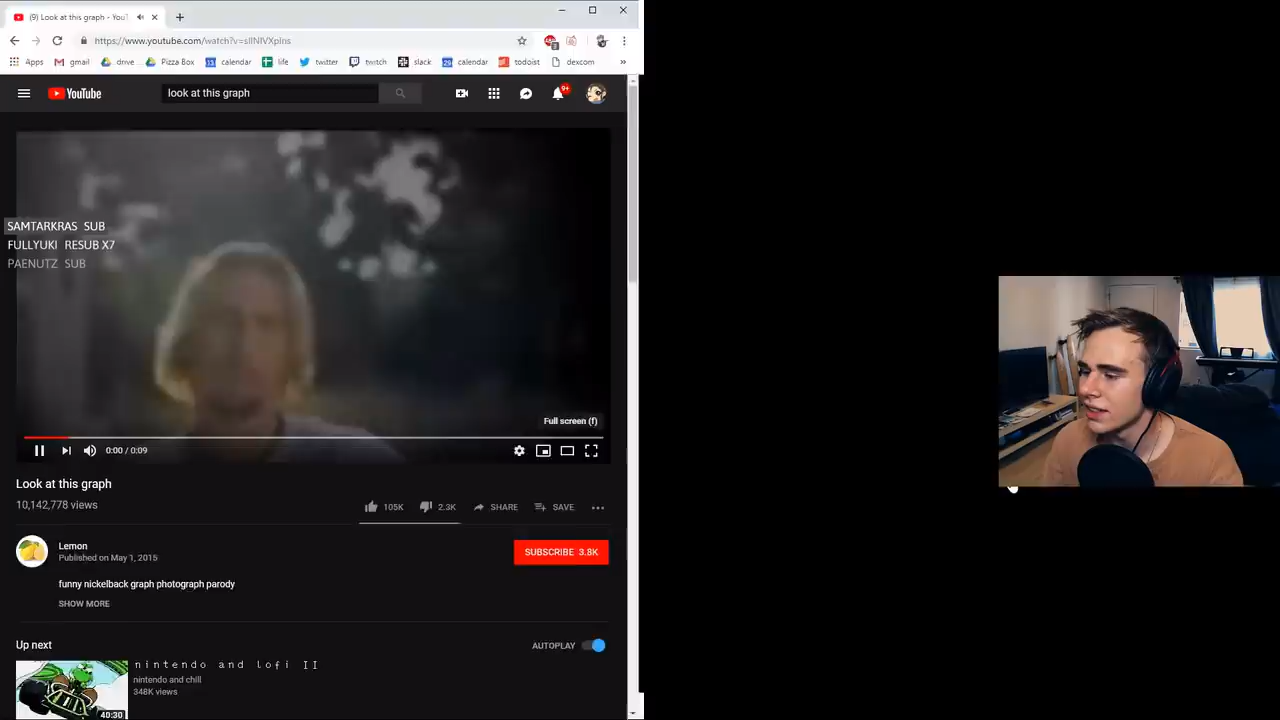 (9) Look at this graph - YouT
https://www.youtube.com/watch?v=sIlNIVXpIns
Apps gmail drive Pizza Box calendar life twitter twitch slack calendar todoist dexcom »
YouTube look at this graph 9+
SAMTARKRAS SUB
FULLYUKI RESUB X7
PAENUTZ SUB
Full screen (f)
0:00 / 0:09
Look at this graph
10,142,778 views
105K 2.3K SHARE SAVE
Lemon
Published on May 1, 2015
SUBSCRIBE 3.8K
funny nickelback graph photograph parody
SHOW MORE
Up next
AUTOPLAY
nintendo and lofi II
nintendo and chill
348K views
40:30